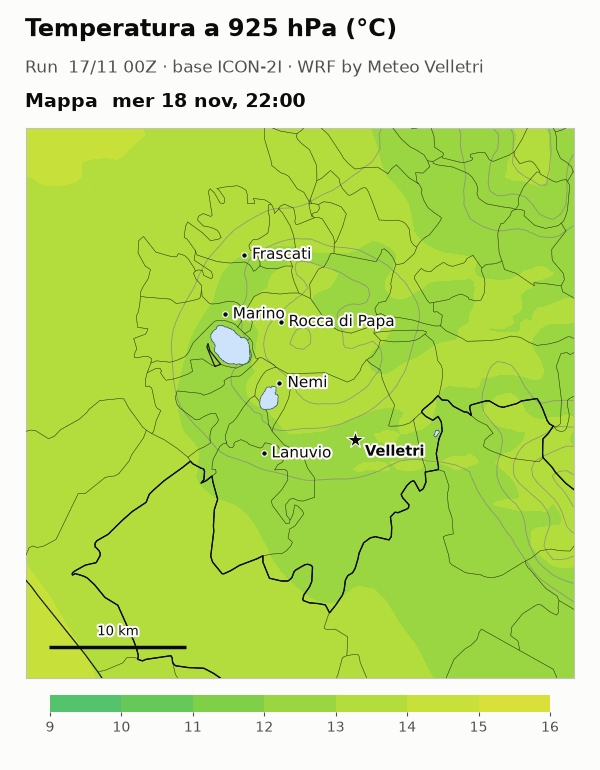 Temperatura a 925 hPa (°C)
Run  17/11 00Z · base ICON-2I · WRF by Meteo Velletri
Mappa  mer 18 nov, 22:00
Frascati
Marino
Rocca di Papa
Nemi
Velletri
Lanuvio
10 km
9 10 11 12 13 14 15 16